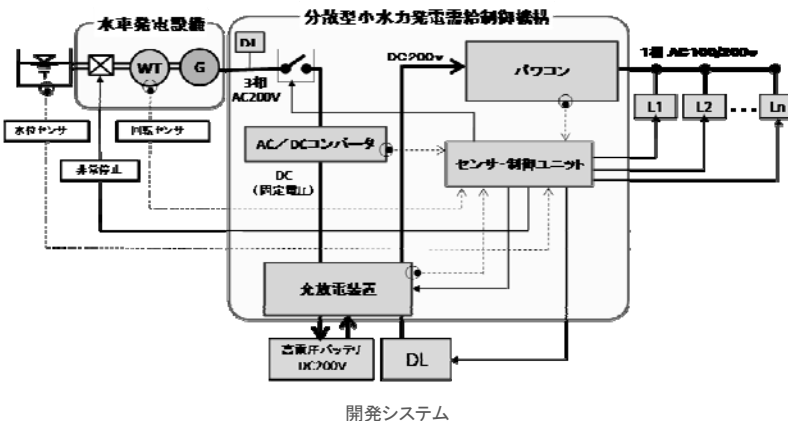 水車発電設備
分散型小水力発電需給制御機構
DL
WT
G
3相
AC200V
DC200v
パワコン
1相 AC100/200v
L1
L2
Ln
水位センサ
回転センサ
非常停止
AC/DCコンバータ
DC
(固定電圧)
センサー制御ユニット
充放電装置
高電圧バッテリ
DC200V
DL
開発システム